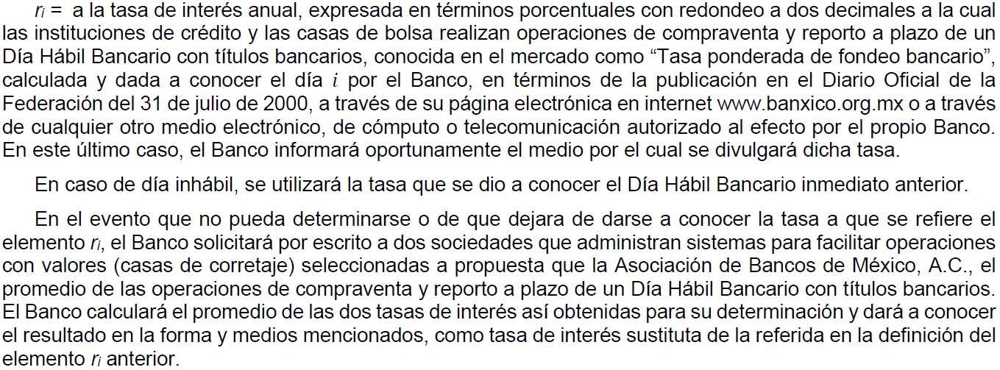 rᵢ = a la tasa de interés anual, expresada en términos porcentuales con redondeo a dos decimales a la cual
las instituciones de crédito y las casas de bolsa realizan operaciones de compraventa y reporto a plazo de un
Día Hábil Bancario con títulos bancarios, conocida en el mercado como “Tasa ponderada de fondeo bancario”,
calculada y dada a conocer el día i por el Banco, en términos de la publicación en el Diario Oficial de la
Federación del 31 de julio de 2000, a través de su página electrónica en internet www.banxico.org.mx o a través
de cualquier otro medio electrónico, de cómputo o telecomunicación autorizado al efecto por el propio Banco.
En este último caso, el Banco informará oportunamente el medio por el cual se divulgará dicha tasa.
En caso de día inhábil, se utilizará la tasa que se dio a conocer el Día Hábil Bancario inmediato anterior.
En el evento que no pueda determinarse o de que dejara de darse a conocer la tasa a que se refiere el
elemento rᵢ, el Banco solicitará por escrito a dos sociedades que administran sistemas para facilitar operaciones
con valores (casas de corretaje) seleccionadas a propuesta que la Asociación de Bancos de México, A.C., el
promedio de las operaciones de compraventa y reporto a plazo de un Día Hábil Bancario con títulos bancarios.
El Banco calculará el promedio de las dos tasas de interés así obtenidas para su determinación y dará a conocer
el resultado en la forma y medios mencionados, como tasa de interés sustituta de la referida en la definición del
elemento rᵢ anterior.